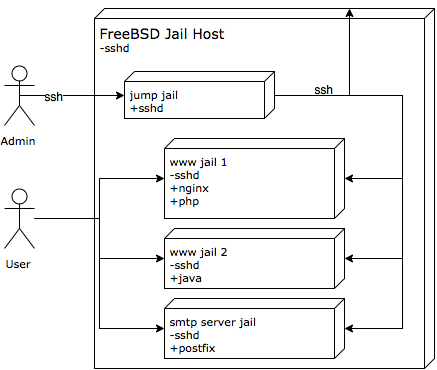 FreeBSD Jail Host
-sshd
jump jail
+sshd
ssh
ssh
Admin
www jail 1
-sshd
+nginx
+php
www jail 2
-sshd
+java
User
smtp server jail
-sshd
+postfix